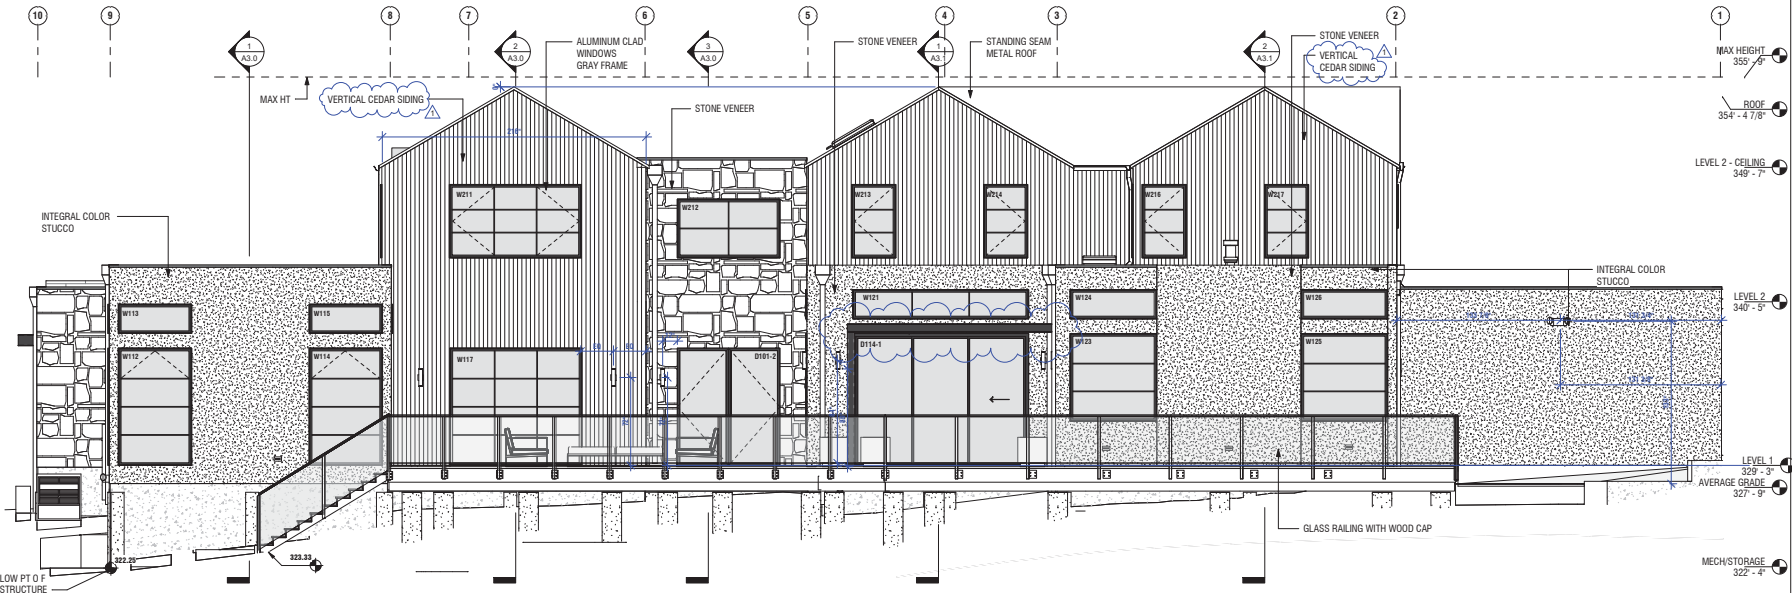 10
9
8
7
6
5
4
3
2
1
1
A3.0
2
A3.0
3
A3.0
1
2
A3.1
ALUMINUM CLAD
WINDOWS
GRAY FRAME
STONE VENEER
STANDING SEAM
METAL ROOF
STONE VENEER
VERTICAL
CEDAR SIDING
1
MAX HEIGHT
355' - 9"
MAX HT
VERTICAL CEDAR SIDING
1
STONE VENEER
ROOF
354' - 4 7/8"
LEVEL 2 - CEILING
349' - 7"
W211
W212
W213
W214
W216
W217
INTEGRAL COLOR
STUCCO
INTEGRAL COLOR
STUCCO
LEVEL 2
340' - 5"
W113
W115
W121
W124
W126
W112
W114
W117
D101-2
D114-1
W123
W125
EQ
EQ
LEVEL 1
329' - 3"
AVERAGE GRADE
327' - 9"
GLASS RAILING WITH WOOD CAP
322.25'
323.33
MECH/STORAGE
322' - 4"
LOW PT O F
STRUCTURE